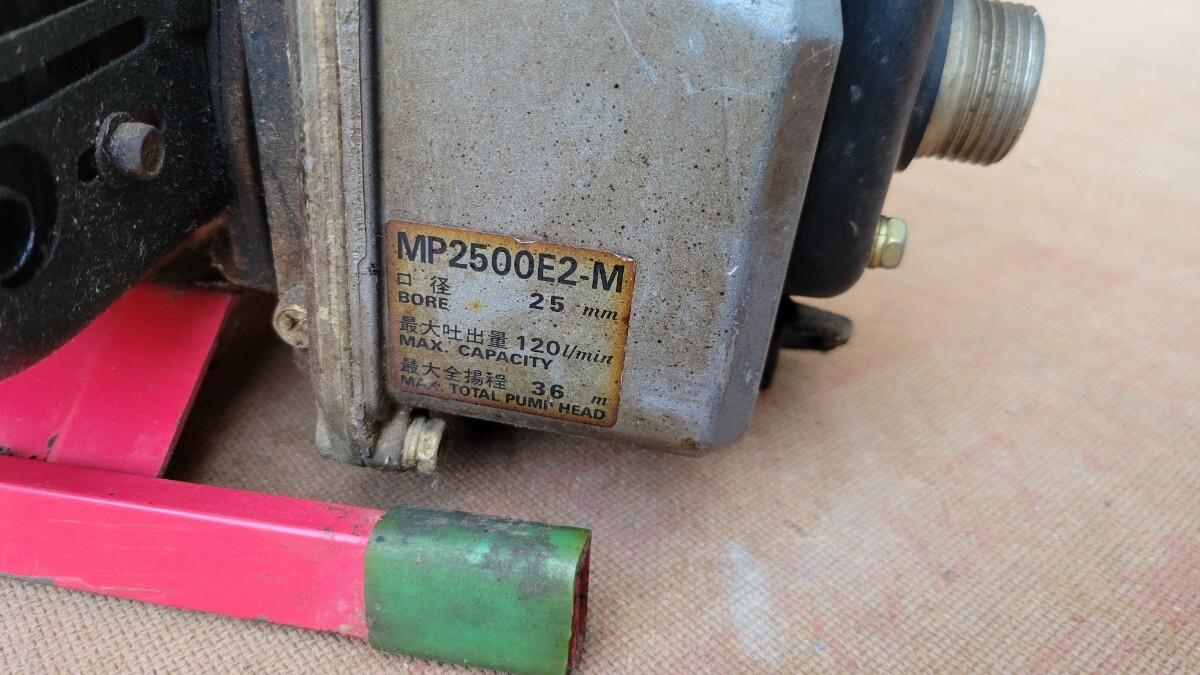 MP2500E2-M
口径
BORE 25 mm
最大吐出量 120 l/min
MAX. CAPACITY
最大全揚程 36 m
MAX. TOTAL PUMP HEAD